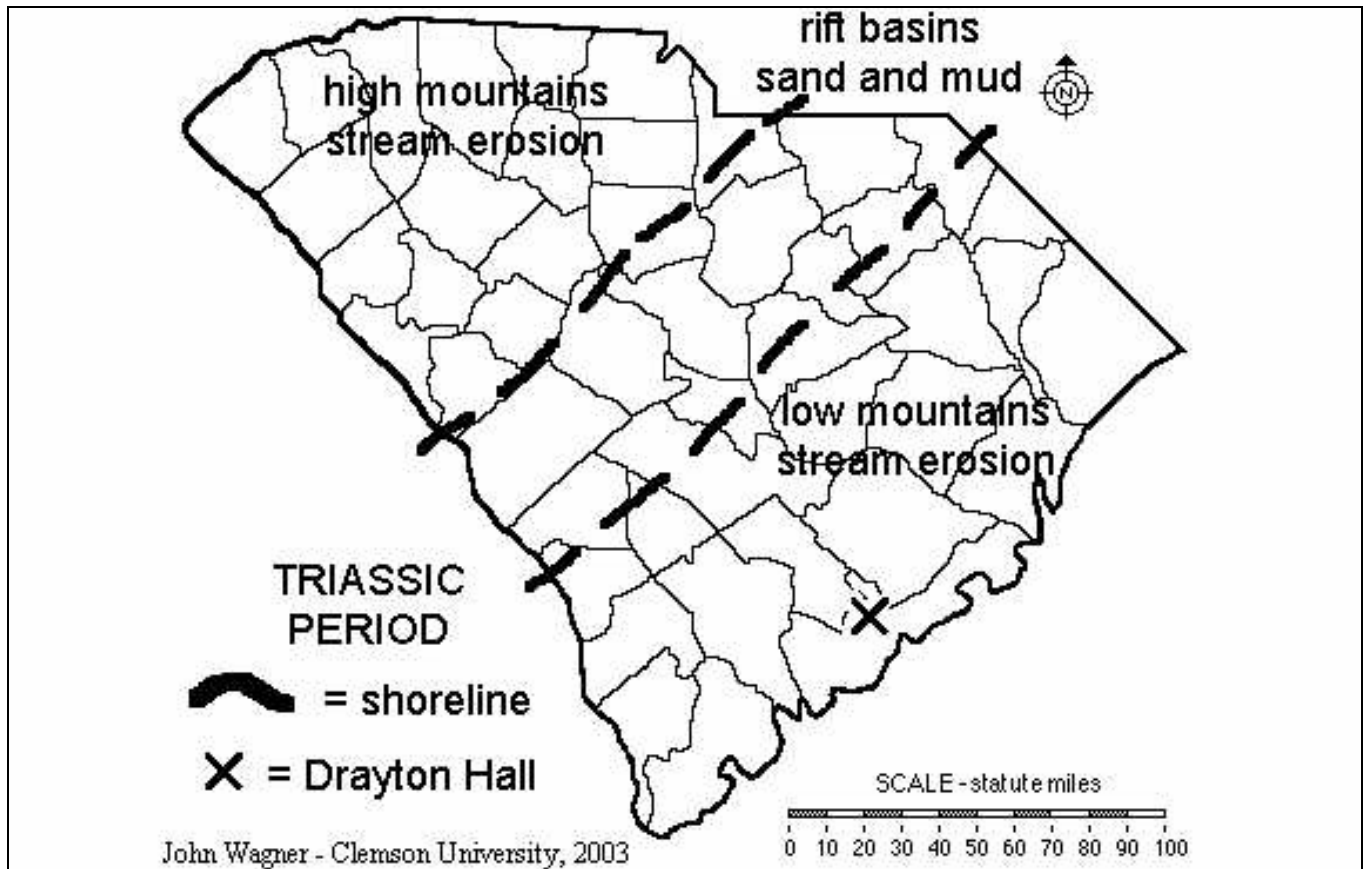 rift basins
sand and mud
N
high mountains
stream erosion
low mountains
stream erosion
TRIASSIC
PERIOD
= shoreline
= Drayton Hall
SCALE - statute miles
0 10 20 30 40 50 60 70 80 90 100
John Wagner - Clemson University, 2003